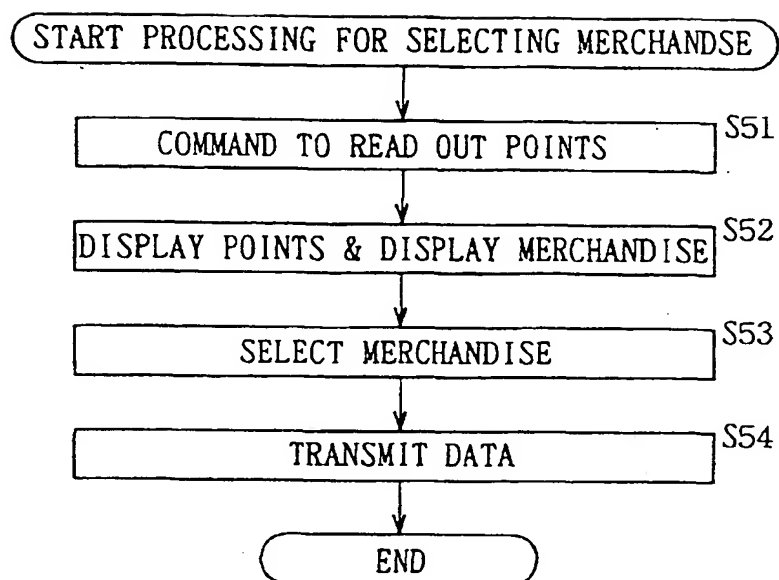 START PROCESSING FOR SELECTING MERCHANDSE
S51
COMMAND TO READ OUT POINTS
S52
DISPLAY POINTS & DISPLAY MERCHANDISE
S53
SELECT MERCHANDISE
S54
TRANSMIT DATA
END